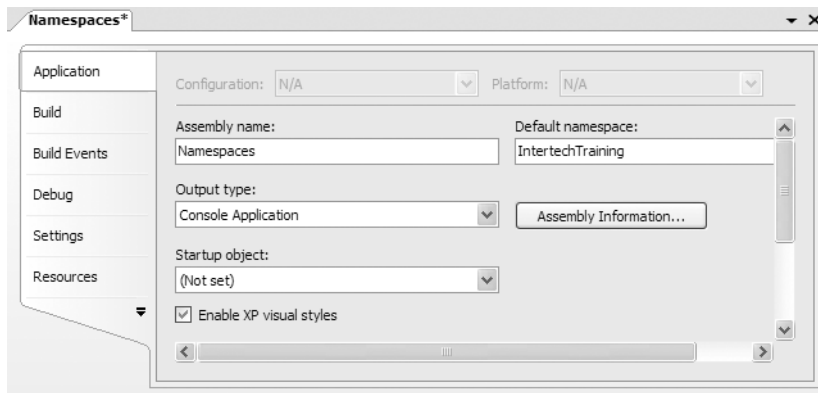 Namespaces*
Application
Build
Build Events
Debug
Settings
Resources
Configuration: N/A Platform: N/A
Assembly name: Default namespace:
Namespaces IntertechTraining
Output type:
Console Application Assembly Information...
Startup object:
(Not set)
Enable XP visual styles